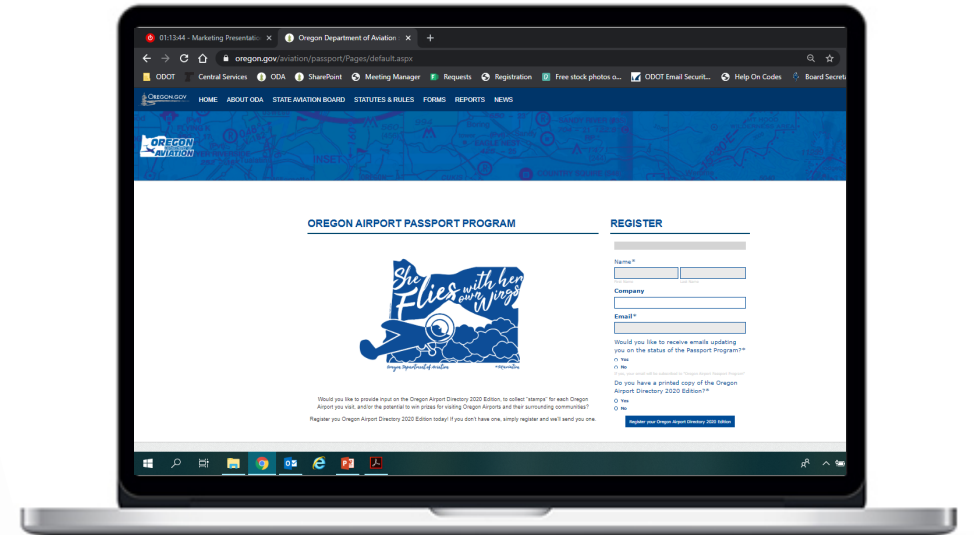 01:13:44 - Marketing Presentatio
Oregon Department of Aviation :
oregon.gov/aviation/passport/Pages/default.aspx
ODOT
Central Services
ODA
SharePoint
Meeting Manager
Requests
Registration
Free stock photos o...
ODOT Email Securit...
Help On Codes
Board Secreta
OREGON.GOV
HOME
ABOUT ODA
STATE AVIATION BOARD
STATUTES & RULES
FORMS
REPORTS
NEWS
OREGON
AVIATION
INSET
COUNTRY SQUIRE
OREGON AIRPORT PASSPORT PROGRAM
She
Flies with her
own Wings
Oregon Department of Aviation
Would you like to provide input on the Oregon Airport Directory 2020 Edition, to collect "stamps" for each Oregon
Airport you visit, and/or the potential to win prizes for visiting Oregon Airports and their surrounding communities?
Register you Oregon Airport Directory 2020 Edition today! If you don't have one, simply register and we'll send you one.
REGISTER
Name*
First Name
Last Name
Company
Email*
Would you like to receive emails updating
you on the status of the Passport Program?*
Yes
No
Do you have a printed copy of the Oregon
Airport Directory 2020 Edition?*
Yes
No
Register your Oregon Airport Directory 2020 Edition